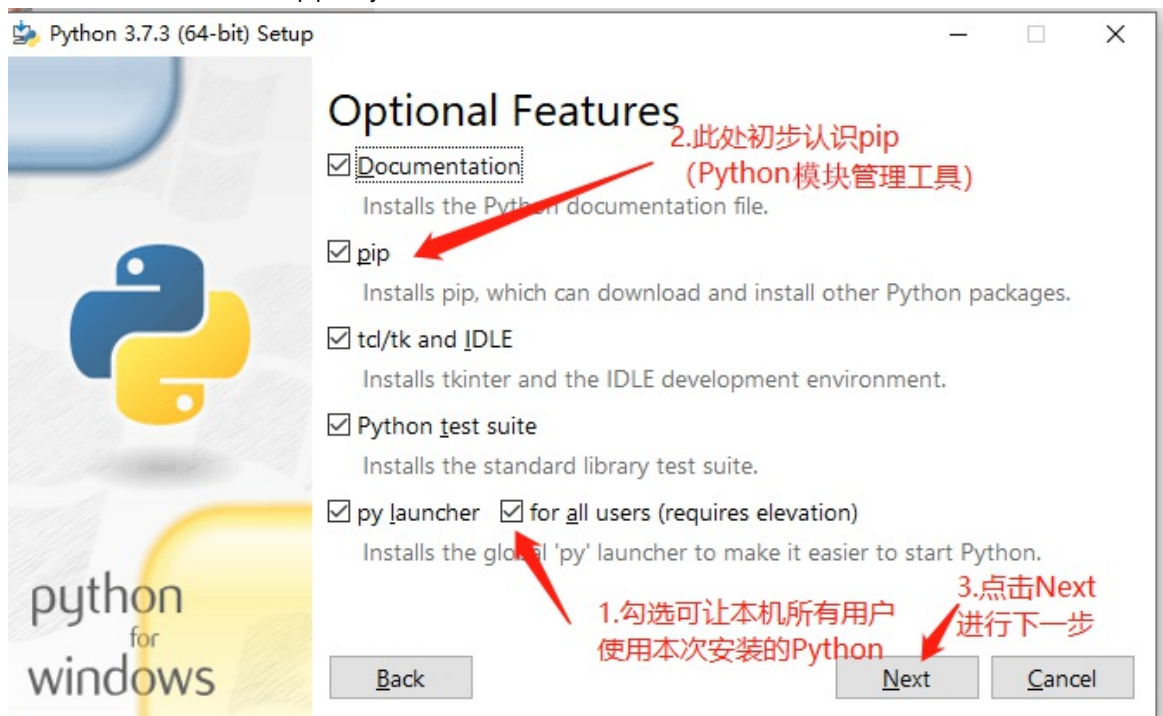 Python 3.7.3 (64-bit) Setup
Optional Features
2.此处初步认识pip
(Python模块管理工具)
Documentation
Installs the Python documentation file.
pip
Installs pip, which can download and install other Python packages.
tcl/tk and IDLE
Installs tkinter and the IDLE development environment.
Python test suite
Installs the standard library test suite.
py launcher for all users (requires elevation)
Installs the global 'py' launcher to make it easier to start Python.
1.勾选可让本机所有用户
使用本次安装的Python
3.点击Next
进行下一步
python
for
windows
Back
Next
Cancel